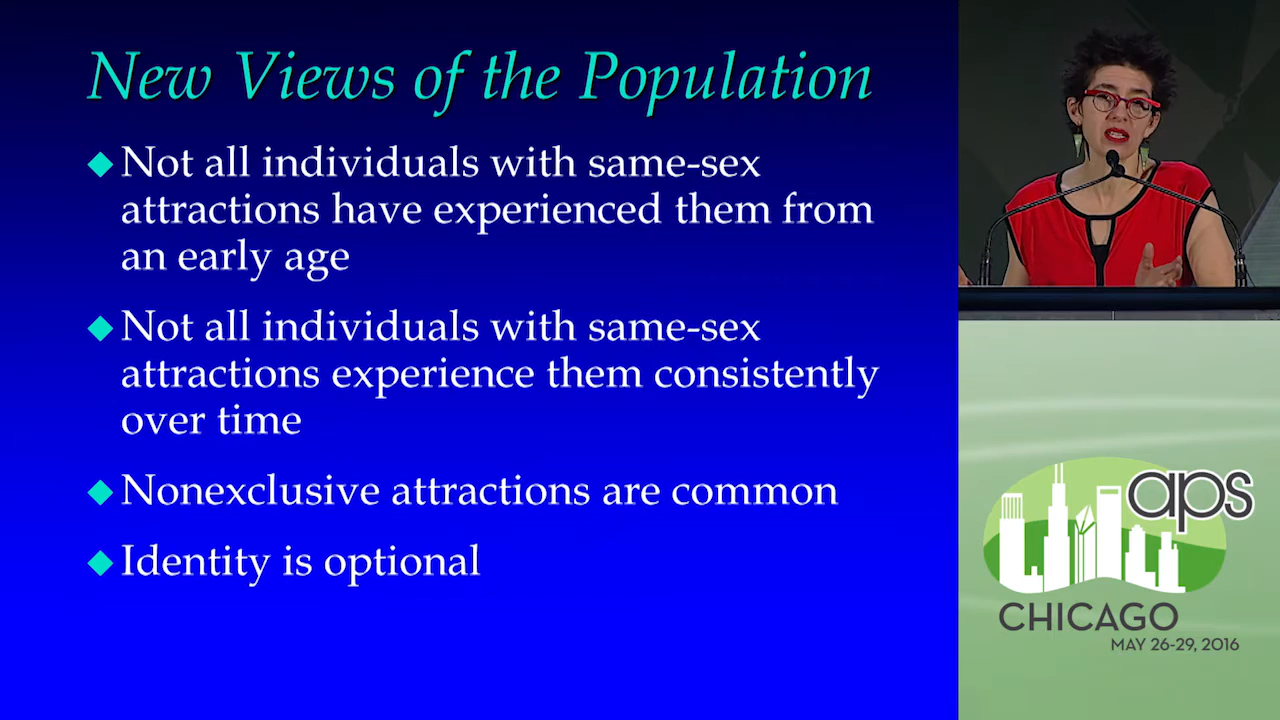 New Views of the Population
Not all individuals with same-sex
attractions have experienced them from
an early age
Not all individuals with same-sex
attractions experience them consistently
over time
Nonexclusive attractions are common
Identity is optional
aps
CHICAGO
MAY 26-29, 2016